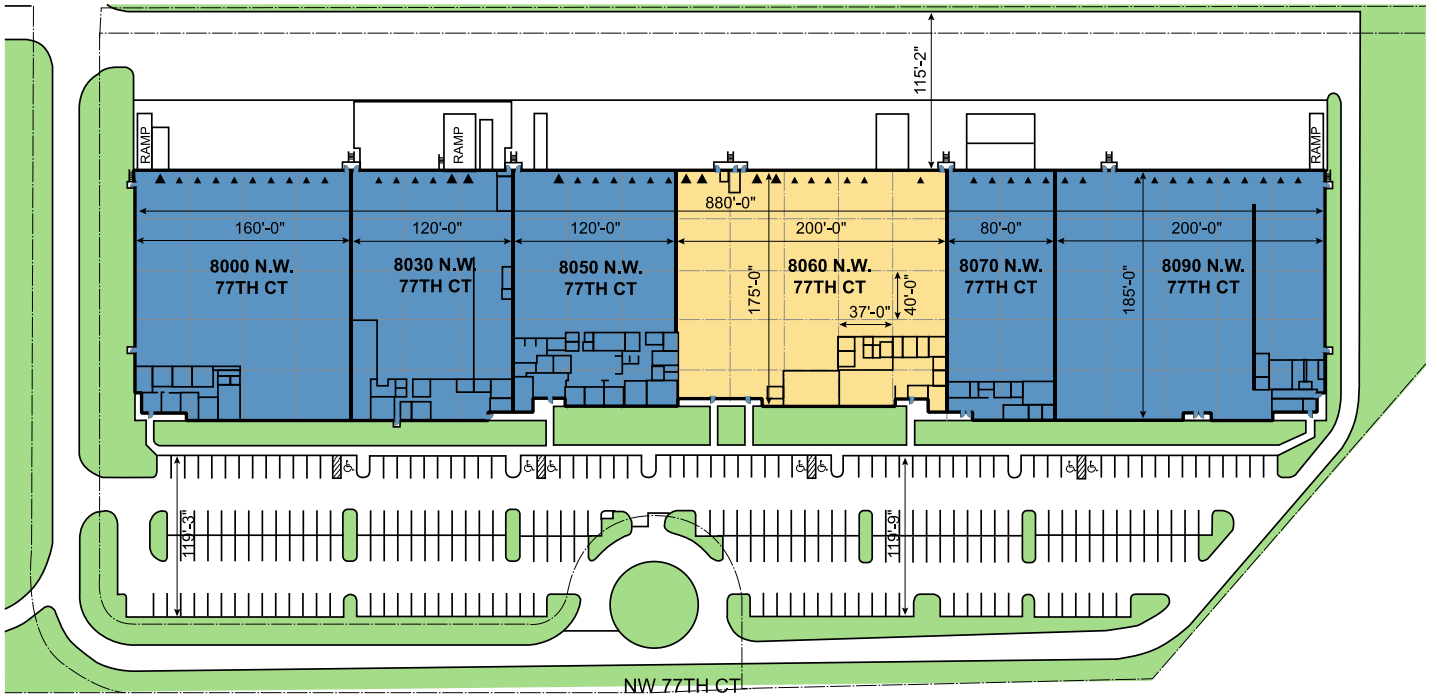 115'-2"
RAMP
RAMP
RAMP
880'-0"
160'-0"
120'-0"
120'-0"
200'-0"
80'-0"
200'-0"
8000 N.W.
77TH CT
8030 N.W.
77TH CT
8050 N.W.
77TH CT
8060 N.W.
77TH CT
8070 N.W.
77TH CT
8090 N.W.
77TH CT
175'-0"
40'-0"
37'-0"
185'-0"
119'-3"
119'-9"
NW 77TH CT